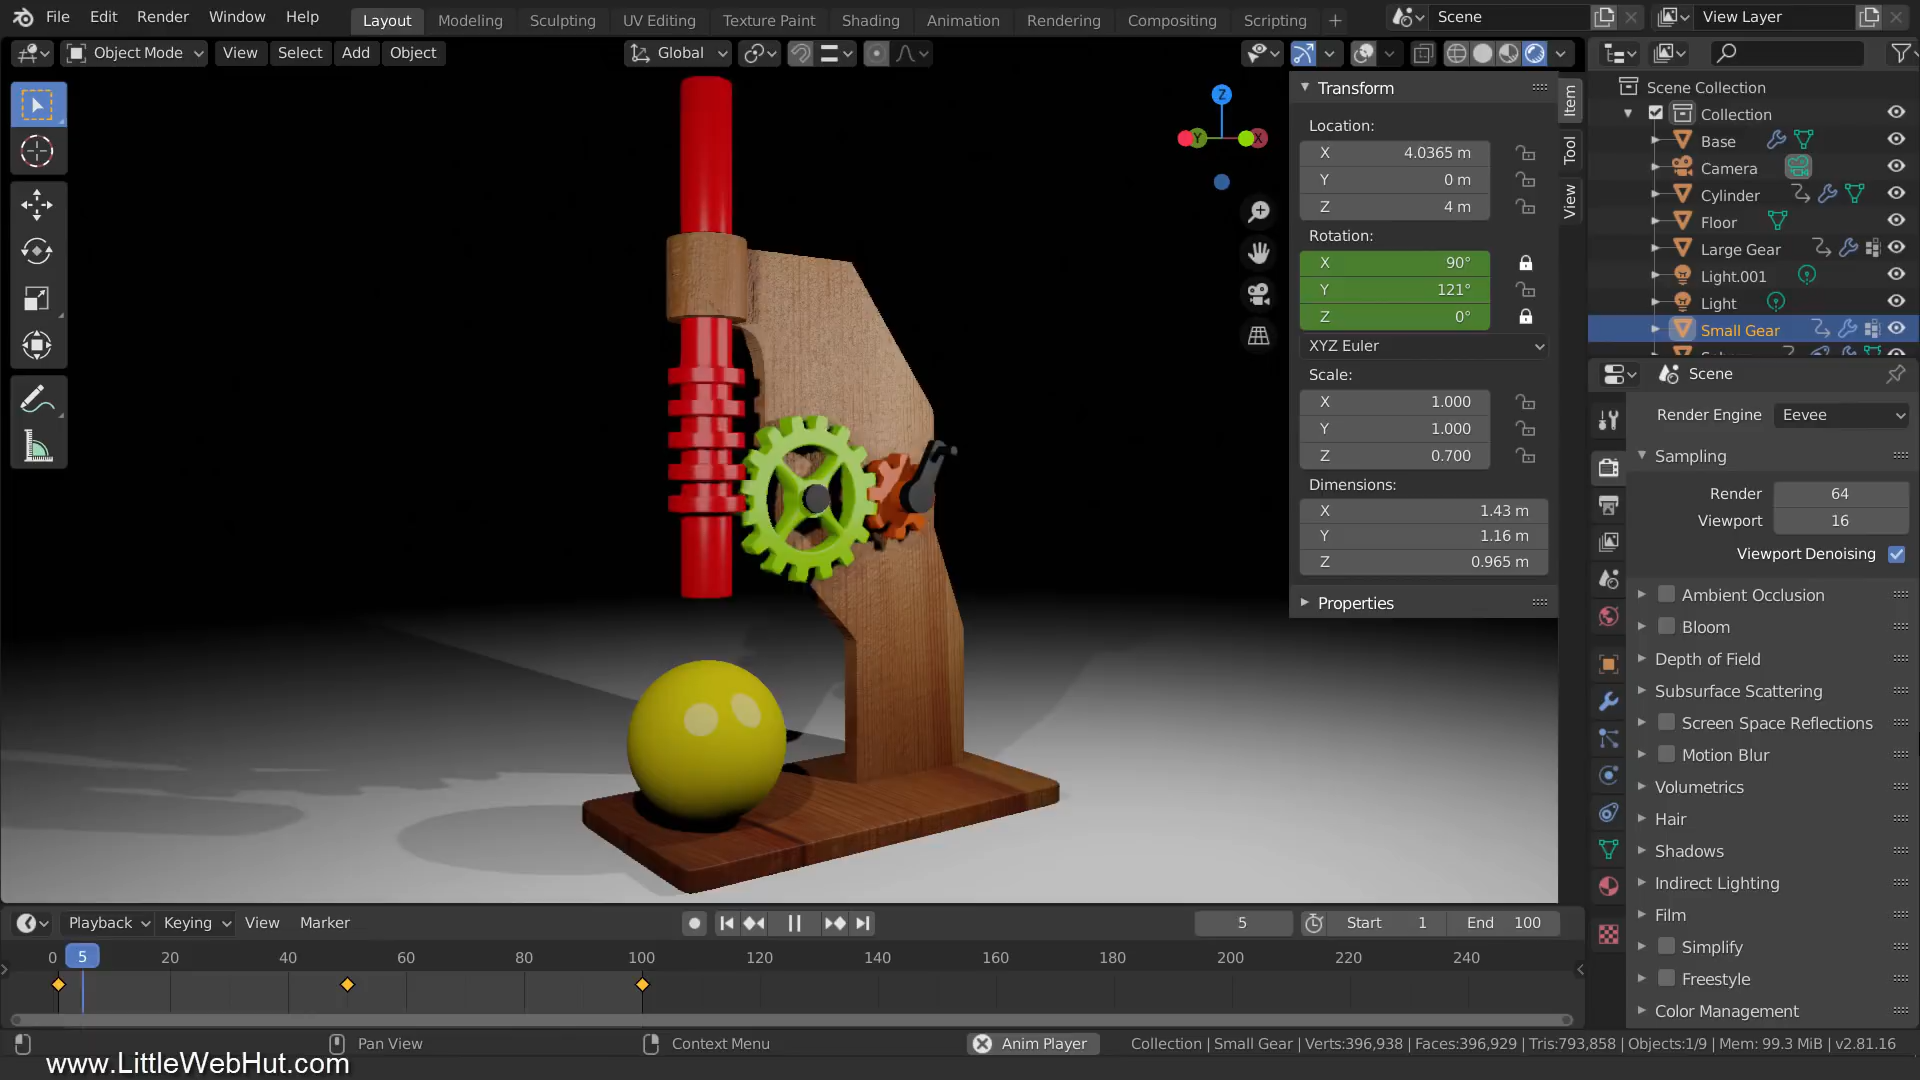 File Edit Render Window Help Layout Modeling Sculpting UV Editing Texture Paint Shading Animation Rendering Compositing Scripting + Scene View Layer
Object Mode View Select Add Object Global
Transform
Location:
X 4.0365 m
Y 0 m
Z 4 m
Rotation:
X 90°
Y 121°
Z 0°
XYZ Euler
Scale:
X 1.000
Y 1.000
Z 0.700
Dimensions:
X 1.43 m
Y 1.16 m
Z 0.965 m
Properties
Item
Tool
View
Z
Y
X
Scene Collection
Collection
Base
Camera
Cylinder
Floor
Large Gear
Light.001
Light
Small Gear
Scene
Render Engine Eevee
Sampling
Render 64
Viewport 16
Viewport Denoising
Ambient Occlusion
Bloom
Depth of Field
Subsurface Scattering
Screen Space Reflections
Motion Blur
Volumetrics
Hair
Shadows
Indirect Lighting
Film
Simplify
Freestyle
Color Management
Playback Keying View Marker 5 Start 1 End 100
0 5 20 40 60 80 100 120 140 160 180 200 220 240
Pan View Context Menu Anim Player Collection | Small Gear | Verts:396,938 | Faces:396,929 | Tris:793,858 | Objects:1/9 | Mem: 99.3 MiB | v2.81.16
www.LittleWebHut.com